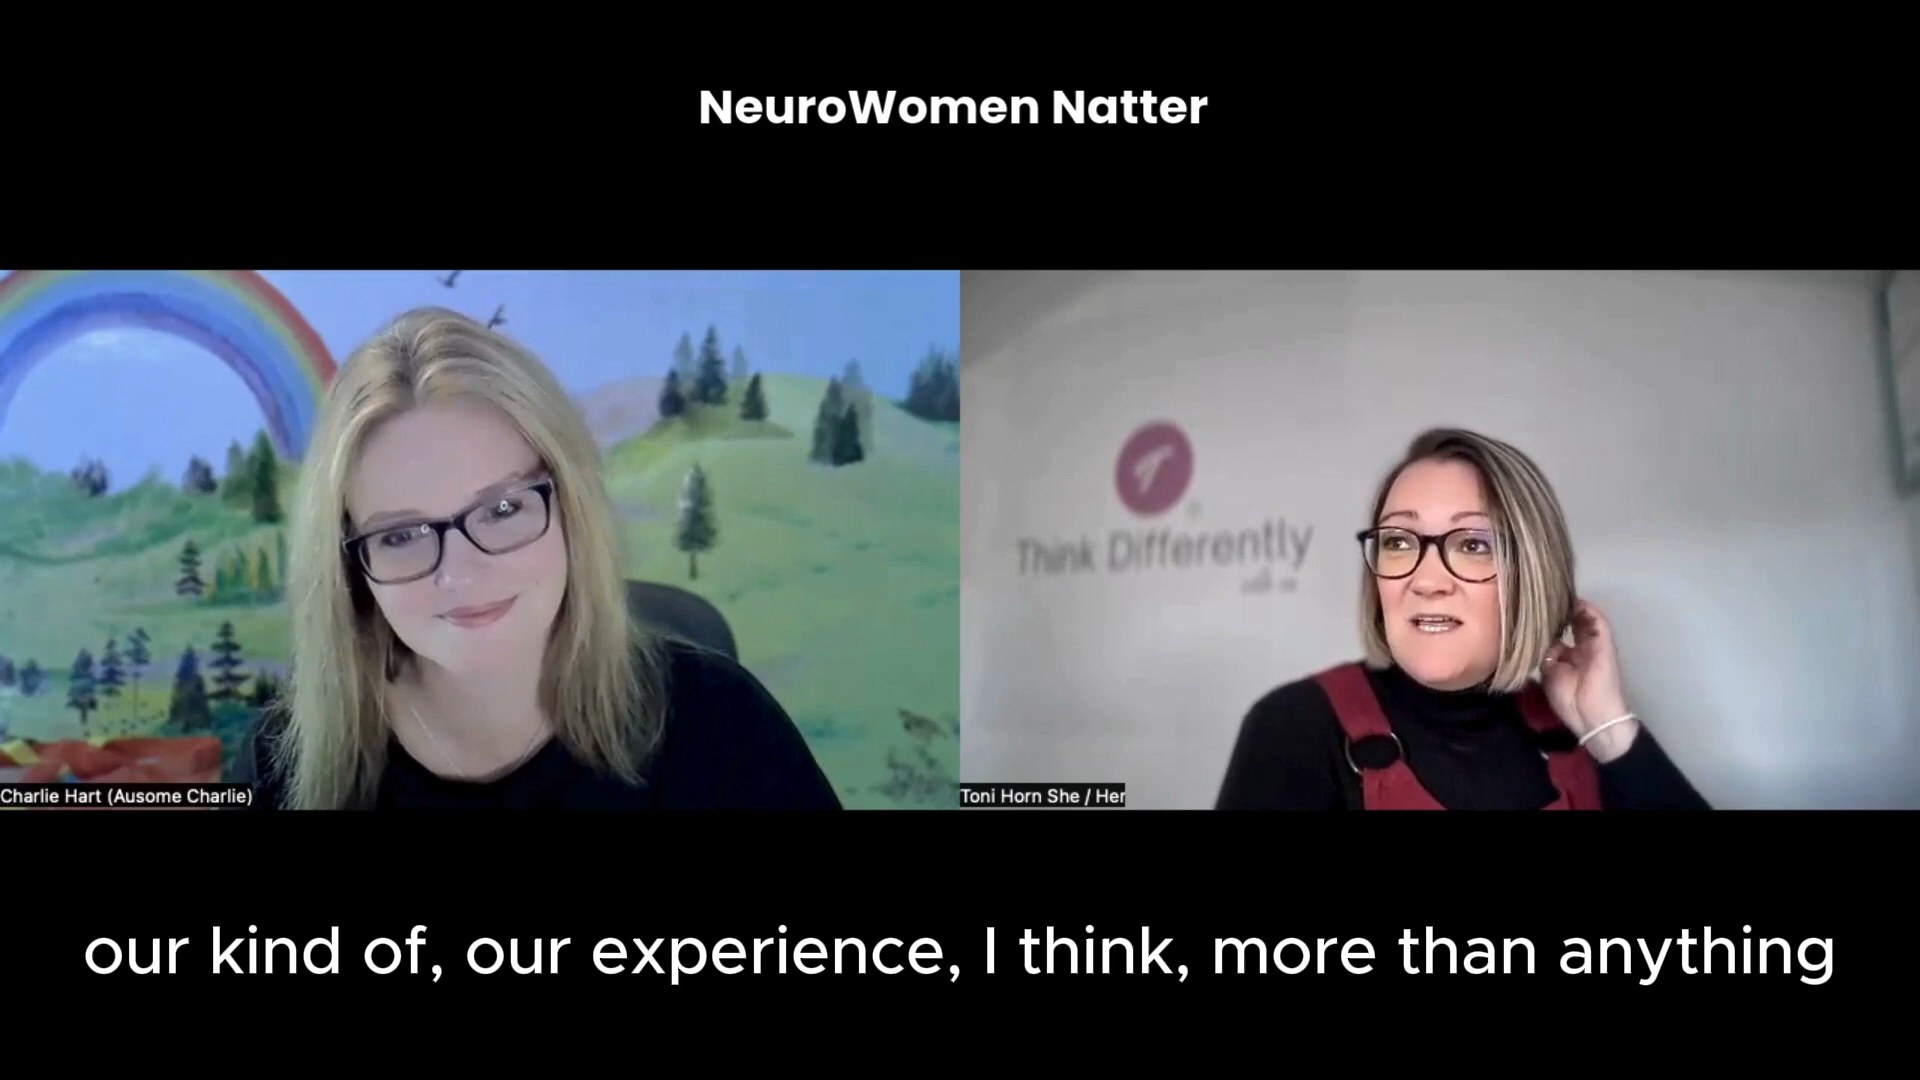 NeuroWomen Natter
Think Differently
Charlie Hart (Ausome Charlie)
Toni Horn She / Her
our kind of, our experience, I think, more than anything